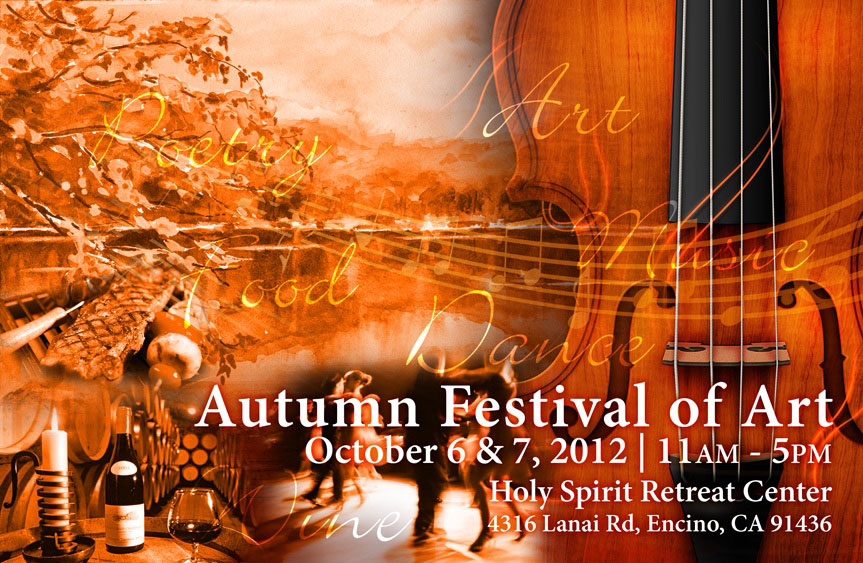 Poetry
Art
Music
Food
Dance
Autumn Festival of Art
October 6 & 7, 2012 | 11AM - 5PM
Holy Spirit Retreat Center
Wine
4316 Lanai Rd, Encino, CA 91436